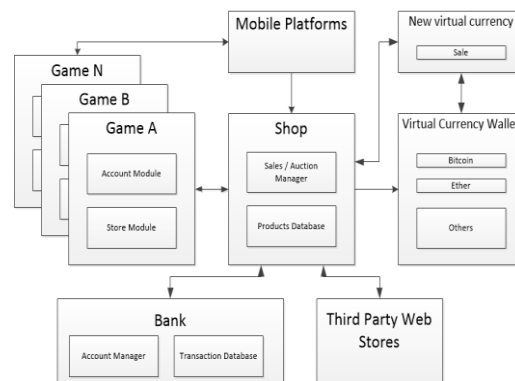 Mobile Platforms
New virtual currency
Sale
Game N
Game B
Game A
Account Module
Store Module
Shop
Sales / Auction
Manager
Products Database
Virtual Currency Walle
Bitcoin
Ether
Others
Bank
Account Manager
Transaction Database
Third Party Web
Stores